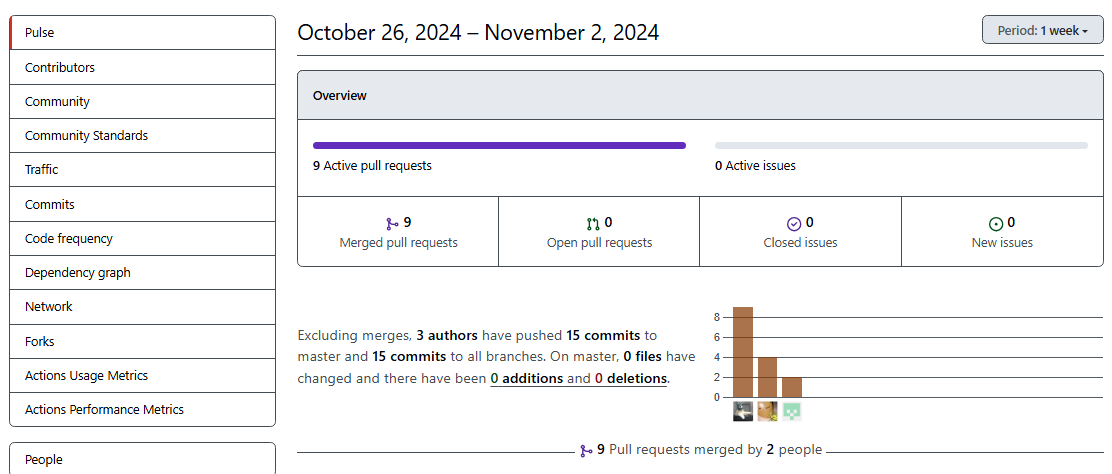 Pulse
Contributors
Community
Community Standards
Traffic
Commits
Code frequency
Dependency graph
Network
Forks
Actions Usage Metrics
Actions Performance Metrics
People
October 26, 2024 – November 2, 2024
Period: 1 week
Overview
9 Active pull requests
0 Active issues
9
Merged pull requests
0
Open pull requests
0
Closed issues
0
New issues
Excluding merges, 3 authors have pushed 15 commits to
master and 15 commits to all branches. On master, 0 files have
changed and there have been 0 additions and 0 deletions.
8
6
4
2
0
9 Pull requests merged by 2 people